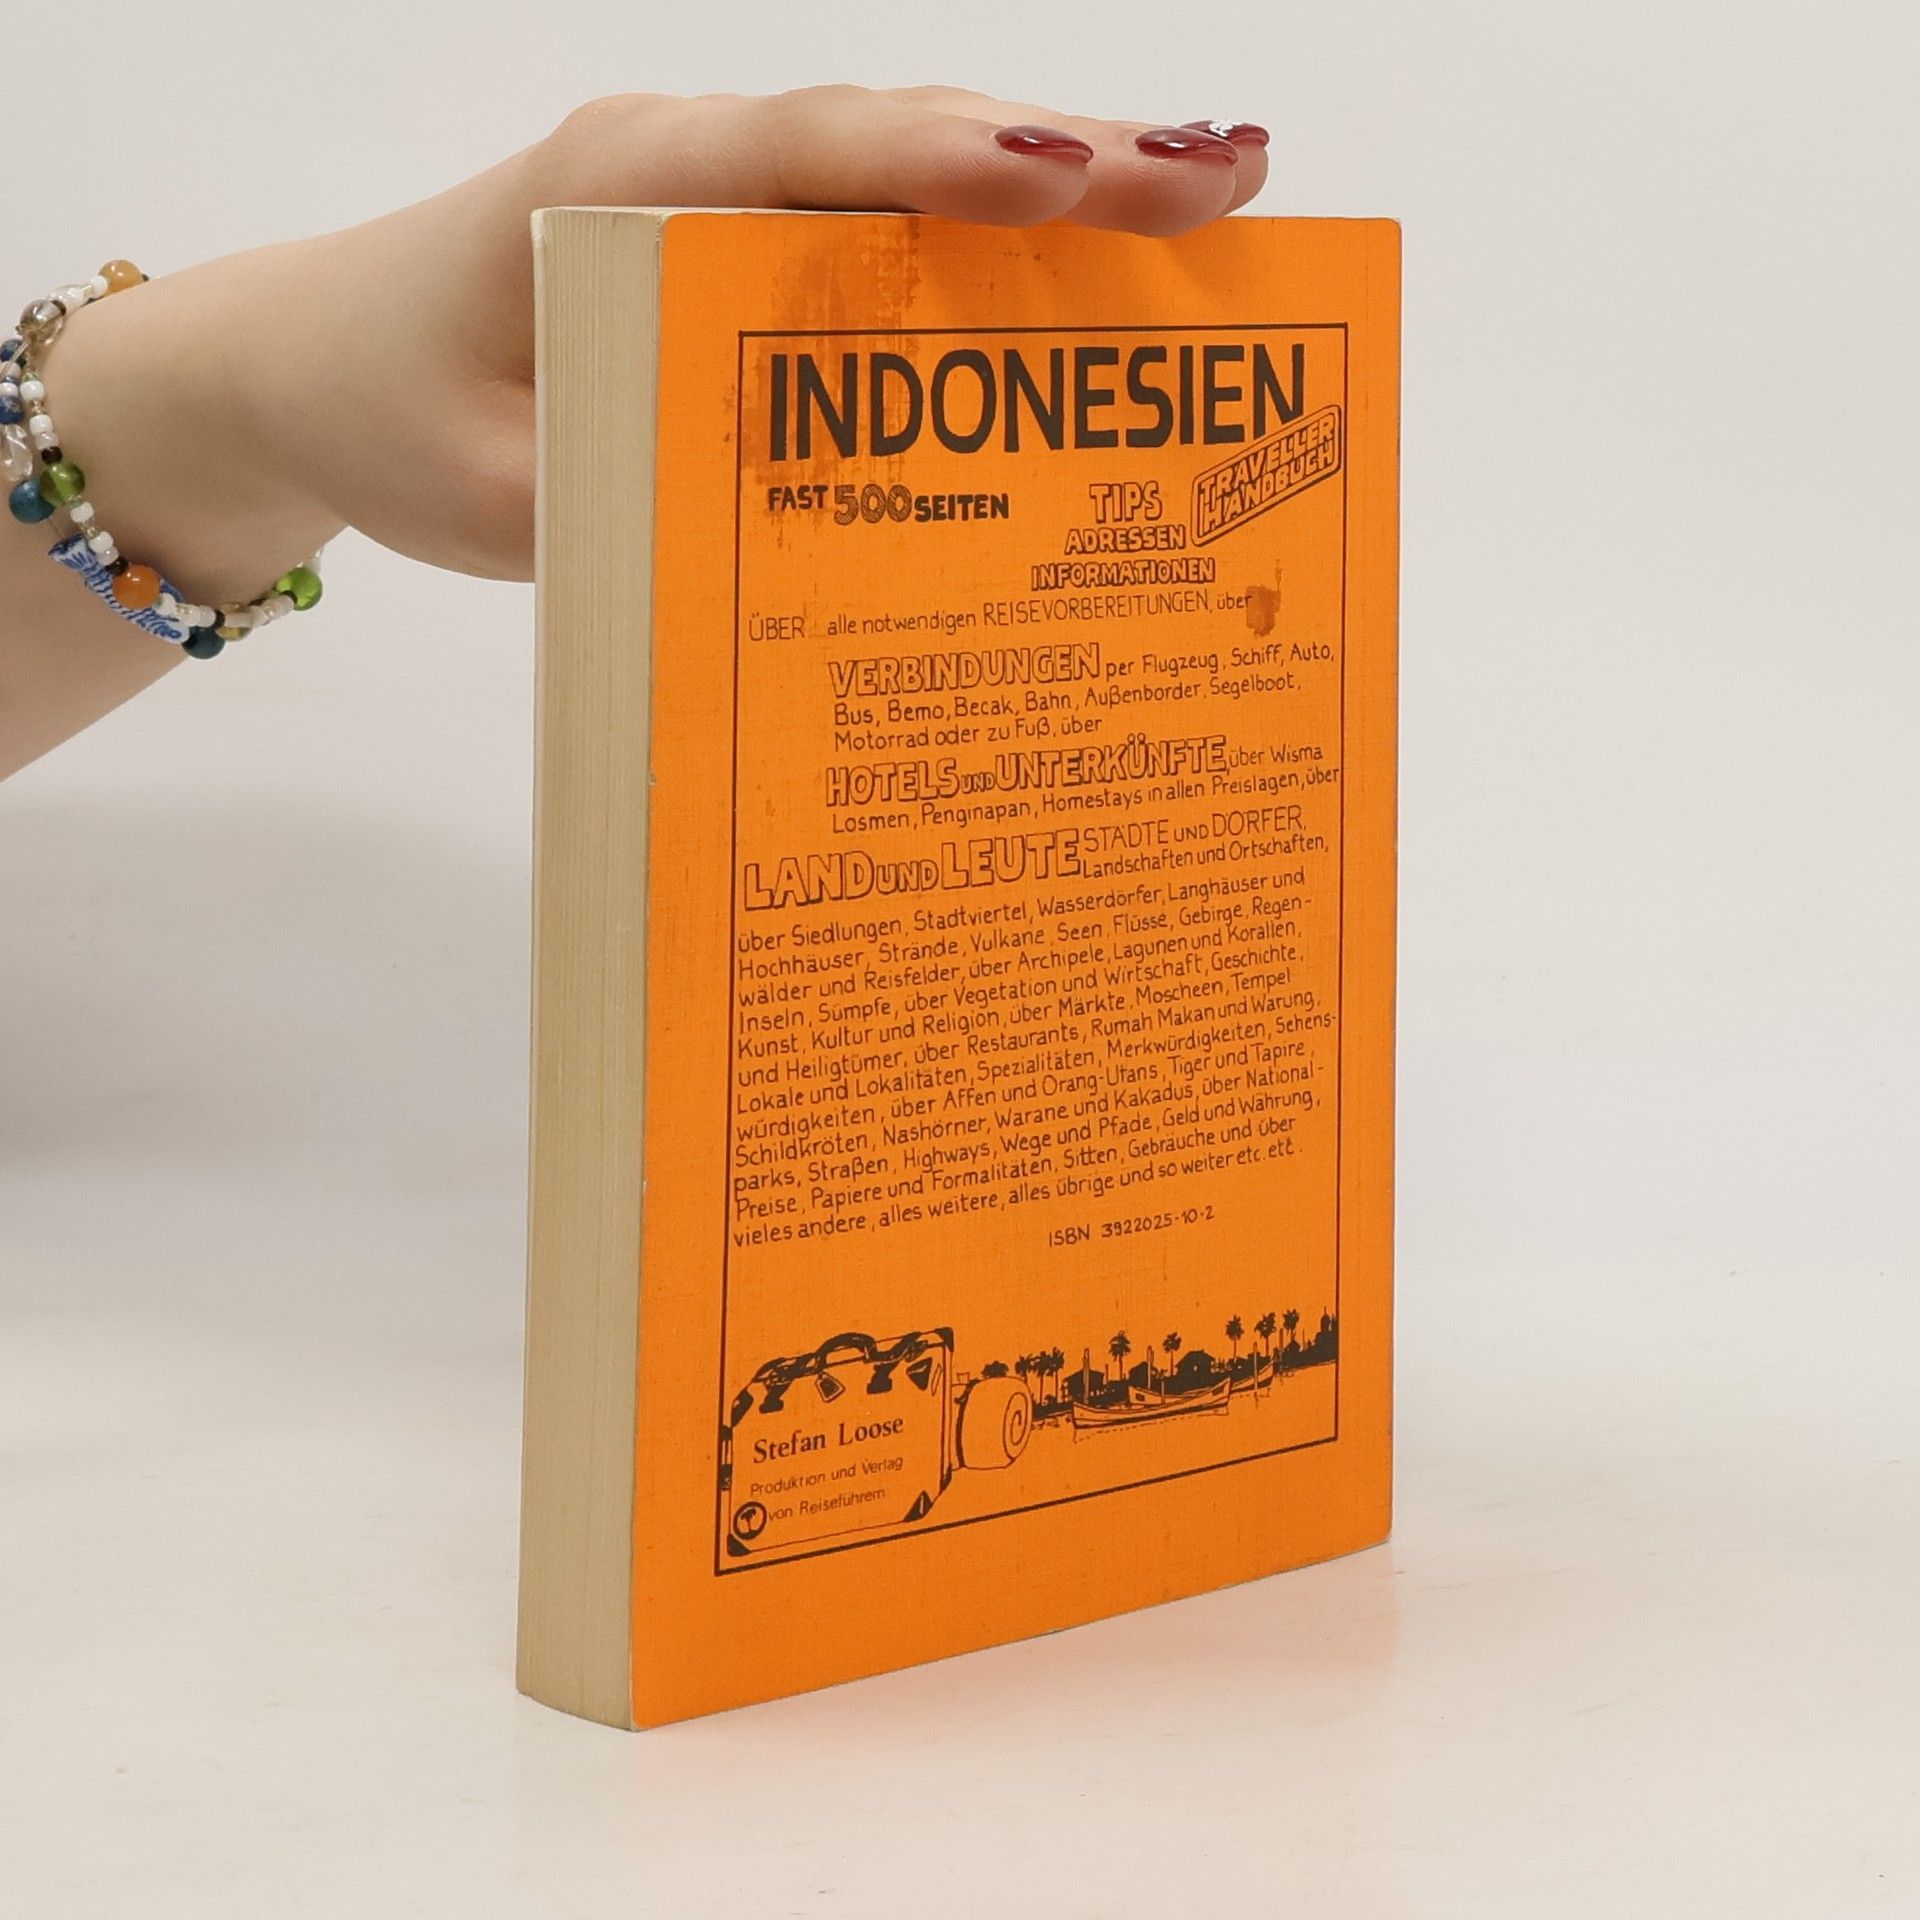 INDONESIEN
TRAVELLER
HANDBUCH
FAST 500 SEITEN
TIPS
ADRESSEN
INFORMATIONEN
ÜBER alle notwendigen REISEVORBEREITUNGEN, über
VERBINDUNGEN per Flugzeug, Schiff, Auto,
Bus, Bemo, Becak, Bahn, Außenborder, Segelboot,
Motorrad oder zu Fuß, über
HOTELS UND UNTERKÜNFTE, über Wisma
Losmen, Penginapan, Homestays in allen Preislagen, über
LAND UND LEUTE STÄDTE UND DÖRFER,
Landschaften und Ortschaften,
über Siedlungen, Stadtviertel, Wasserdörfer, Langhäuser und
Hochhäuser, Strände, Vulkane, Seen, Flüsse, Gebirge, Regen-
wälder und Reisfelder, über Archipele, Lagunen und Korallen,
Inseln, Sümpfe, über Vegetation und Wirtschaft, Geschichte,
Kunst, Kultur und Religion, über Märkte, Moscheen, Tempel
und Heiligtümer, über Restaurants, Rumah Makan und Warung,
Lokale und Lokalitäten, Spezialitäten, Merkwürdigkeiten, Sehens-
würdigkeiten, über Affen und Orang-Utans, Tiger und Tapire,
Schildkröten, Nashörner, Warane und Kakadus, über National-
parks, Straßen, Highways, Wege und Pfade, Geld und Währung,
Preise, Papiere und Formalitäten, Sitten, Gebräuche und über
vieles andere, alles weitere, alles übrige und so weiter etc. etc.
ISBN 3922025-10-2
Stefan Loose
Produktion und Verlag
von Reiseführern